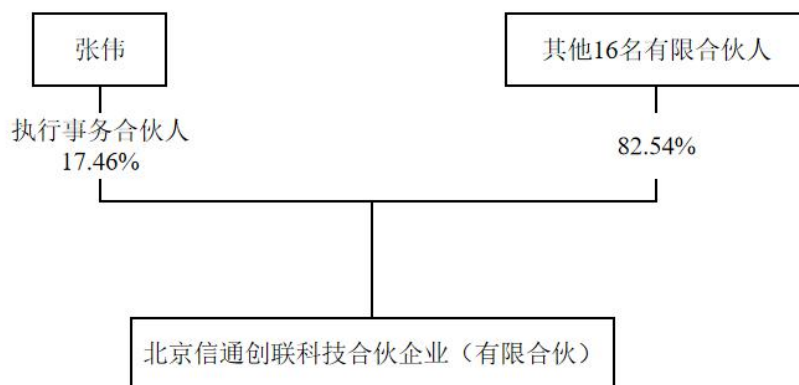 张伟
其他16名有限合伙人
执行事务合伙人
17.46%
82.54%
北京信通创联科技合伙企业（有限合伙）